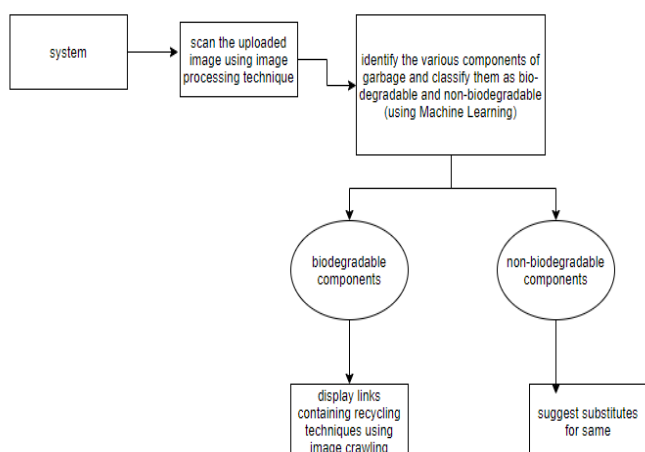 system
scan the uploaded
image using image
processing technique
identify the various components of
garbage and classify them as bio-
degradable and non-biodegradable
(using Machine Learning)
biodegradable
components
non-biodegradable
components
display links
containing recycling
techniques using
image crawling
suggest substitutes
for same